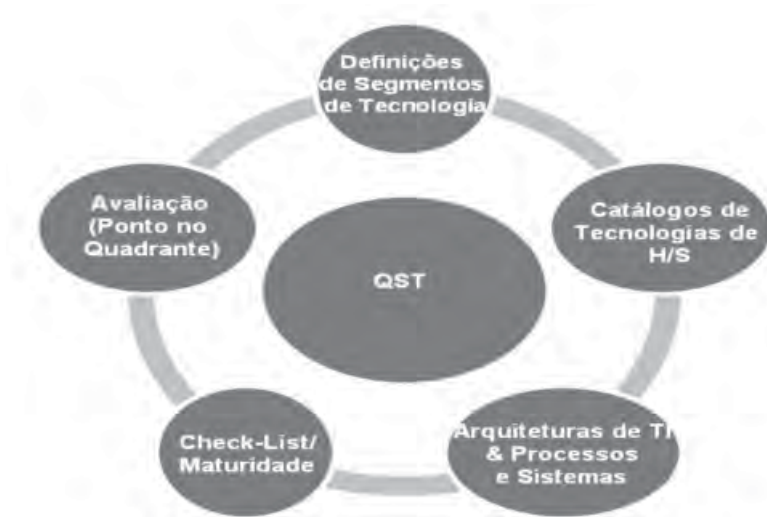 Definições
de Segmentos
de Tecnologia
Catálogos de
Tecnologias de
H/S
Arquiteturas de TI
& Processos
e Sistemas
Check-List/
Maturidade
Avaliação
(Ponto no
Quadrante)
QST